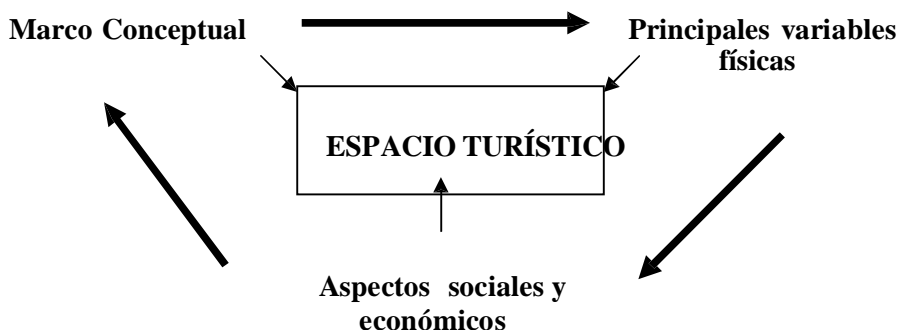 Marco Conceptual
Principales variables
físicas
ESPACIO TURÍSTICO
Aspectos sociales y
económicos